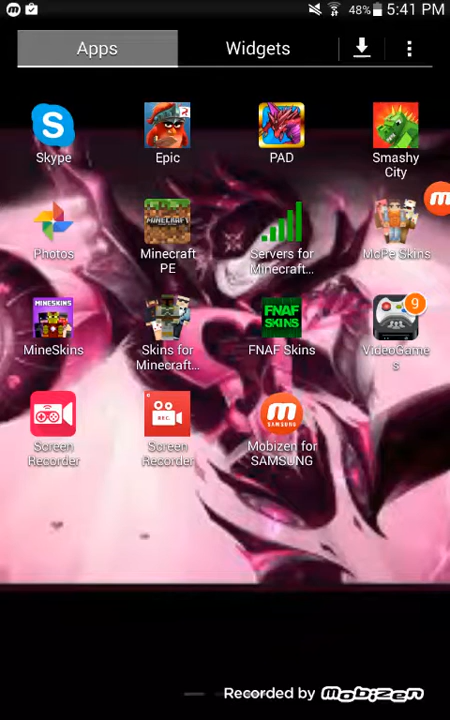 48% 5:41 PM
Apps Widgets
Skype Epic PAD Smashy
City
Photos Minecraft
PE Servers for
Minecraft... McPe Skins
MINESKINS
FNAF
SKINS
9
MineSkins Skins for
Minecraft... FNAF Skins VideoGame
s
REC
SAMSUNG
Screen
Recorder Screen
Recorder Mobizen for
SAMSUNG
Recorded by Mobizen